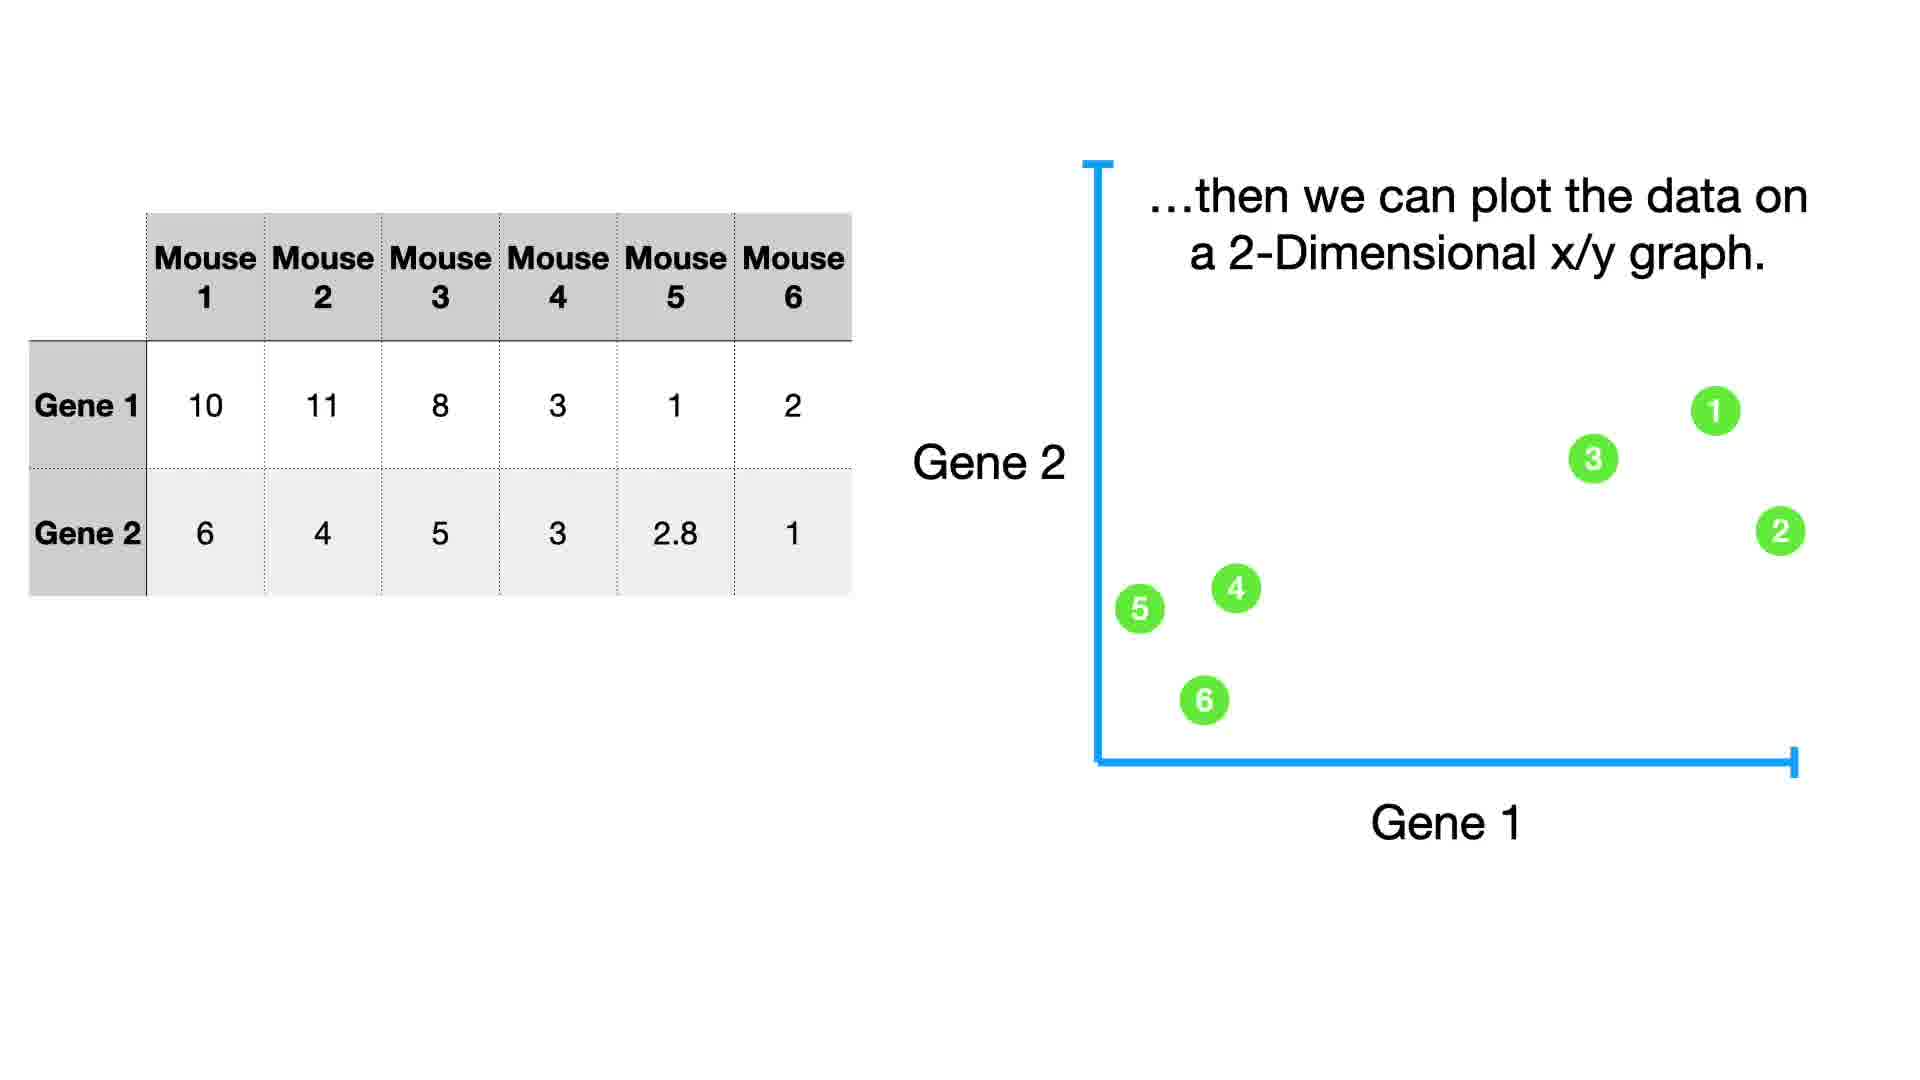 …then we can plot the data on
a 2-Dimensional x/y graph.
Mouse 1 Mouse 2 Mouse 3 Mouse 4 Mouse 5 Mouse 6
Gene 1 10 11 8 3 1 2
Gene 2 6 4 5 3 2.8 1
Gene 2
1
3
2
4
5
6
Gene 1